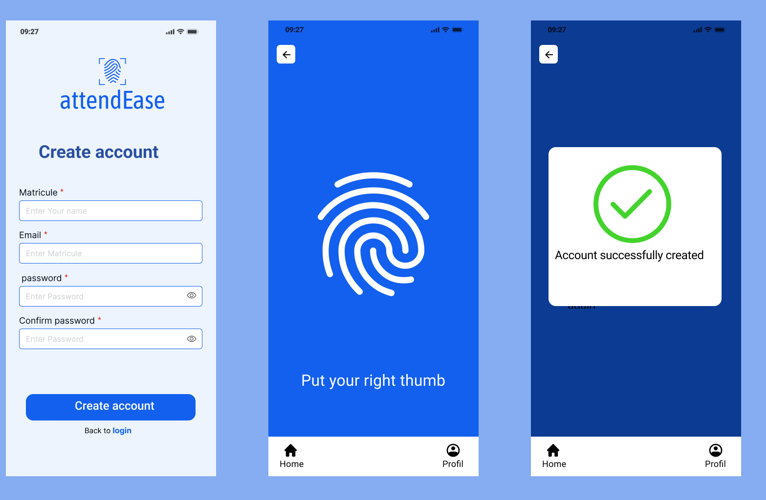 09:27
attendEase
Create account
Matricule *
Enter Your name
Email *
Enter Matricule
password *
Enter Password
Confirm password *
Enter Password
Create account
Back to login
09:27
Put your right thumb
Home
Profil
09:27
Account successfully created
Home
Profil